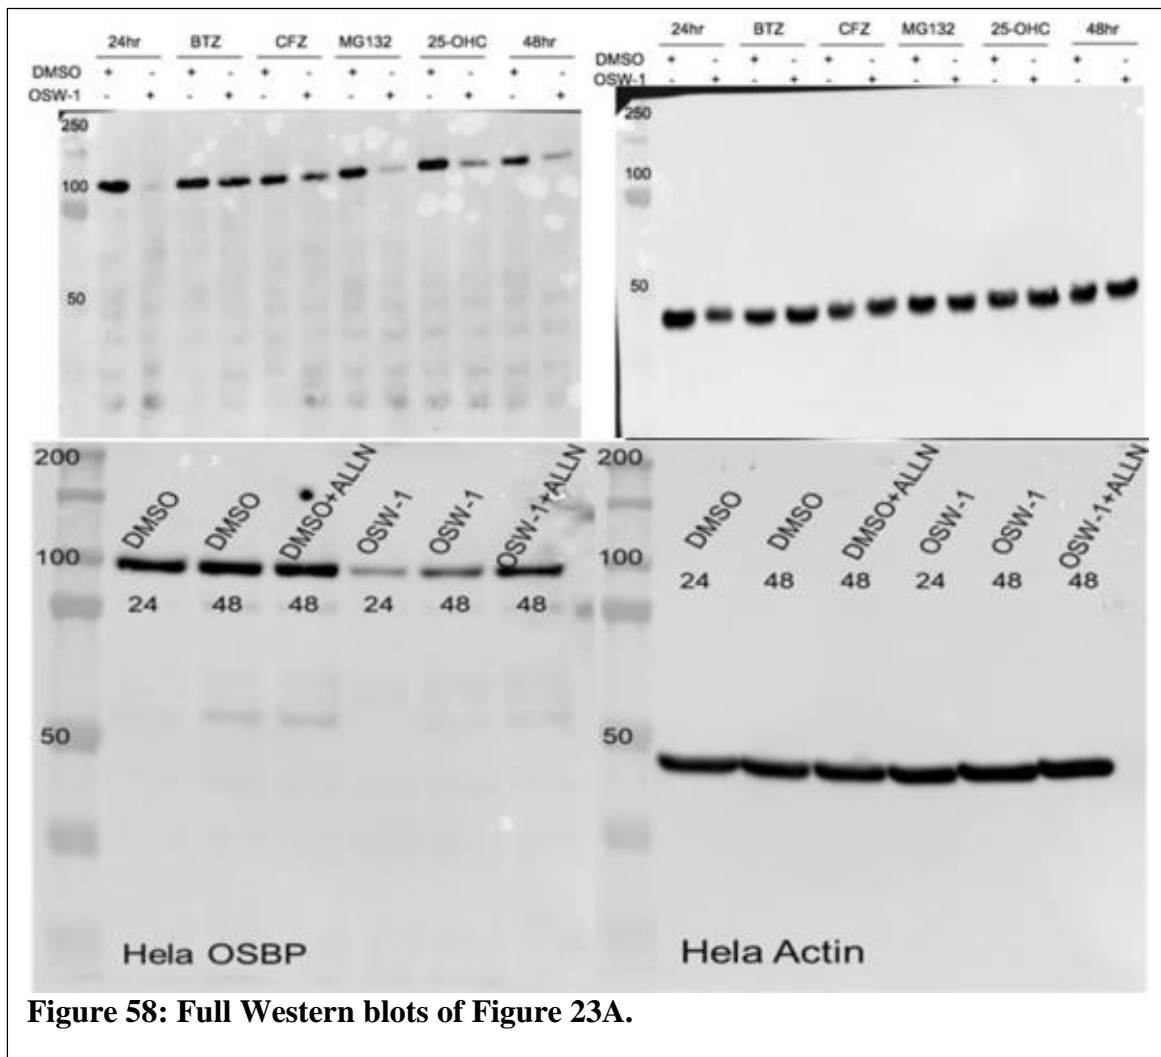 24hr BTZ CFZ MG132 25-OHC 48hr
DMSO + - + - + - + - + - + -
OSW-1 - + - + - + - + - + - +
250
100
50
24hr BTZ CFZ MG132 25-OHC 48hr
DMSO + - + - + - + - + - + -
OSW-1 - + - + - + - + - + - +
250
100
50
200
DMSO DMSO DMSO+ALLN OSW-1 OSW-1 OSW-1+ALLN
100
24 48 48 24 48 48
50
Hela OSBP
200
DMSO DMSO DMSO+ALLN OSW-1 OSW-1 OSW-1+ALLN
100
24 48 48 24 48 48
50
Hela Actin
Figure 58: Full Western blots of Figure 23A.